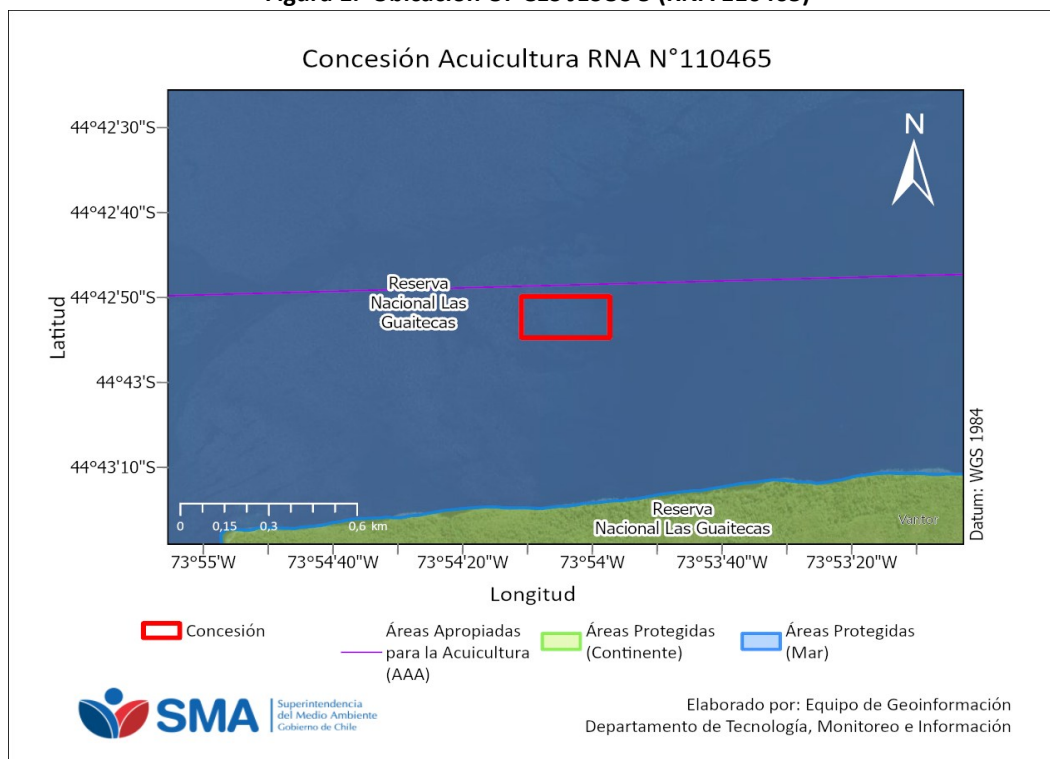 Concesión Acuicultura RNA N°110465
N
44°42'30"S
44°42'40"S
44°42'50"S
44°43'S
44°43'10"S
Latitud
Reserva
Nacional Las
Guaitecas
Datum: WGS 1984
0 0,15 0,3 0,6 km
Reserva
Nacional Las Guaitecas
Vantor
73°55'W 73°54'40"W 73°54'20"W 73°54'W 73°53'40"W 73°53'20"W
Longitud
Concesión
Áreas Apropiadas
para la Acuicultura
(AAA)
Áreas Protegidas
(Continente)
Áreas Protegidas
(Mar)
SMA
Superintendencia
del Medio Ambiente
Gobierno de Chile
Elaborado por: Equipo de Geoinformación
Departamento de Tecnología, Monitoreo e Información